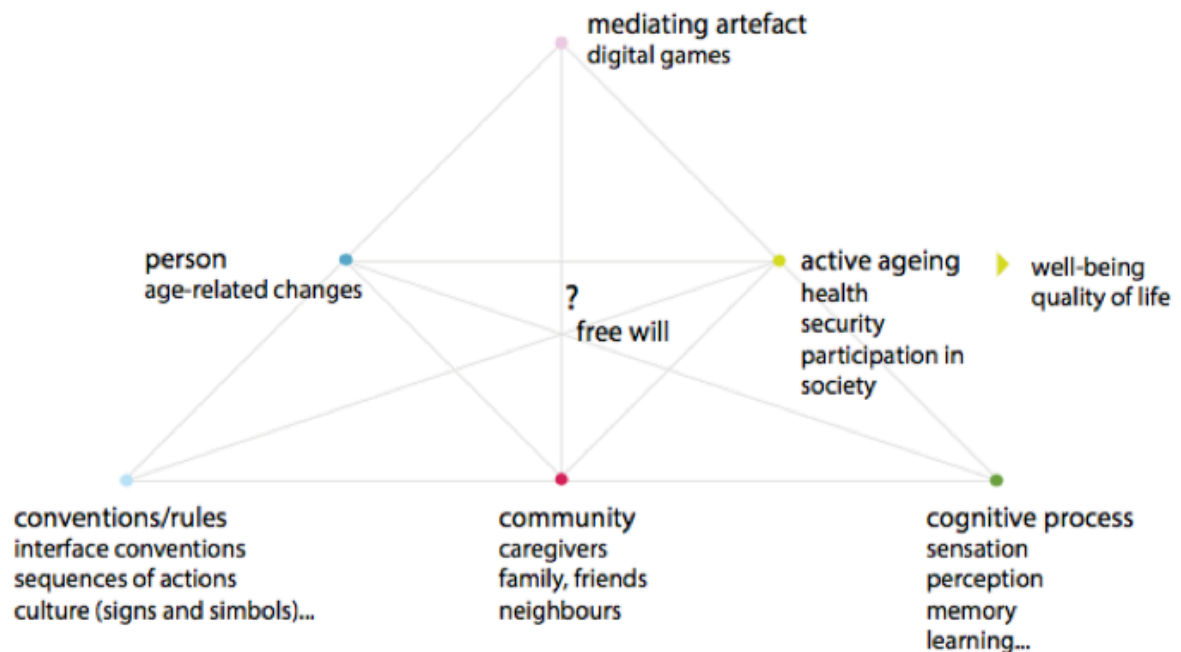 mediating artefact
digital games
person
age-related changes
?
free will
active ageing
health
security
participation in
society
well-being
quality of life
conventions/rules
interface conventions
sequences of actions
culture (signs and simbols)...
community
caregivers
family, friends
neighbours
cognitive process
sensation
perception
memory
learning...